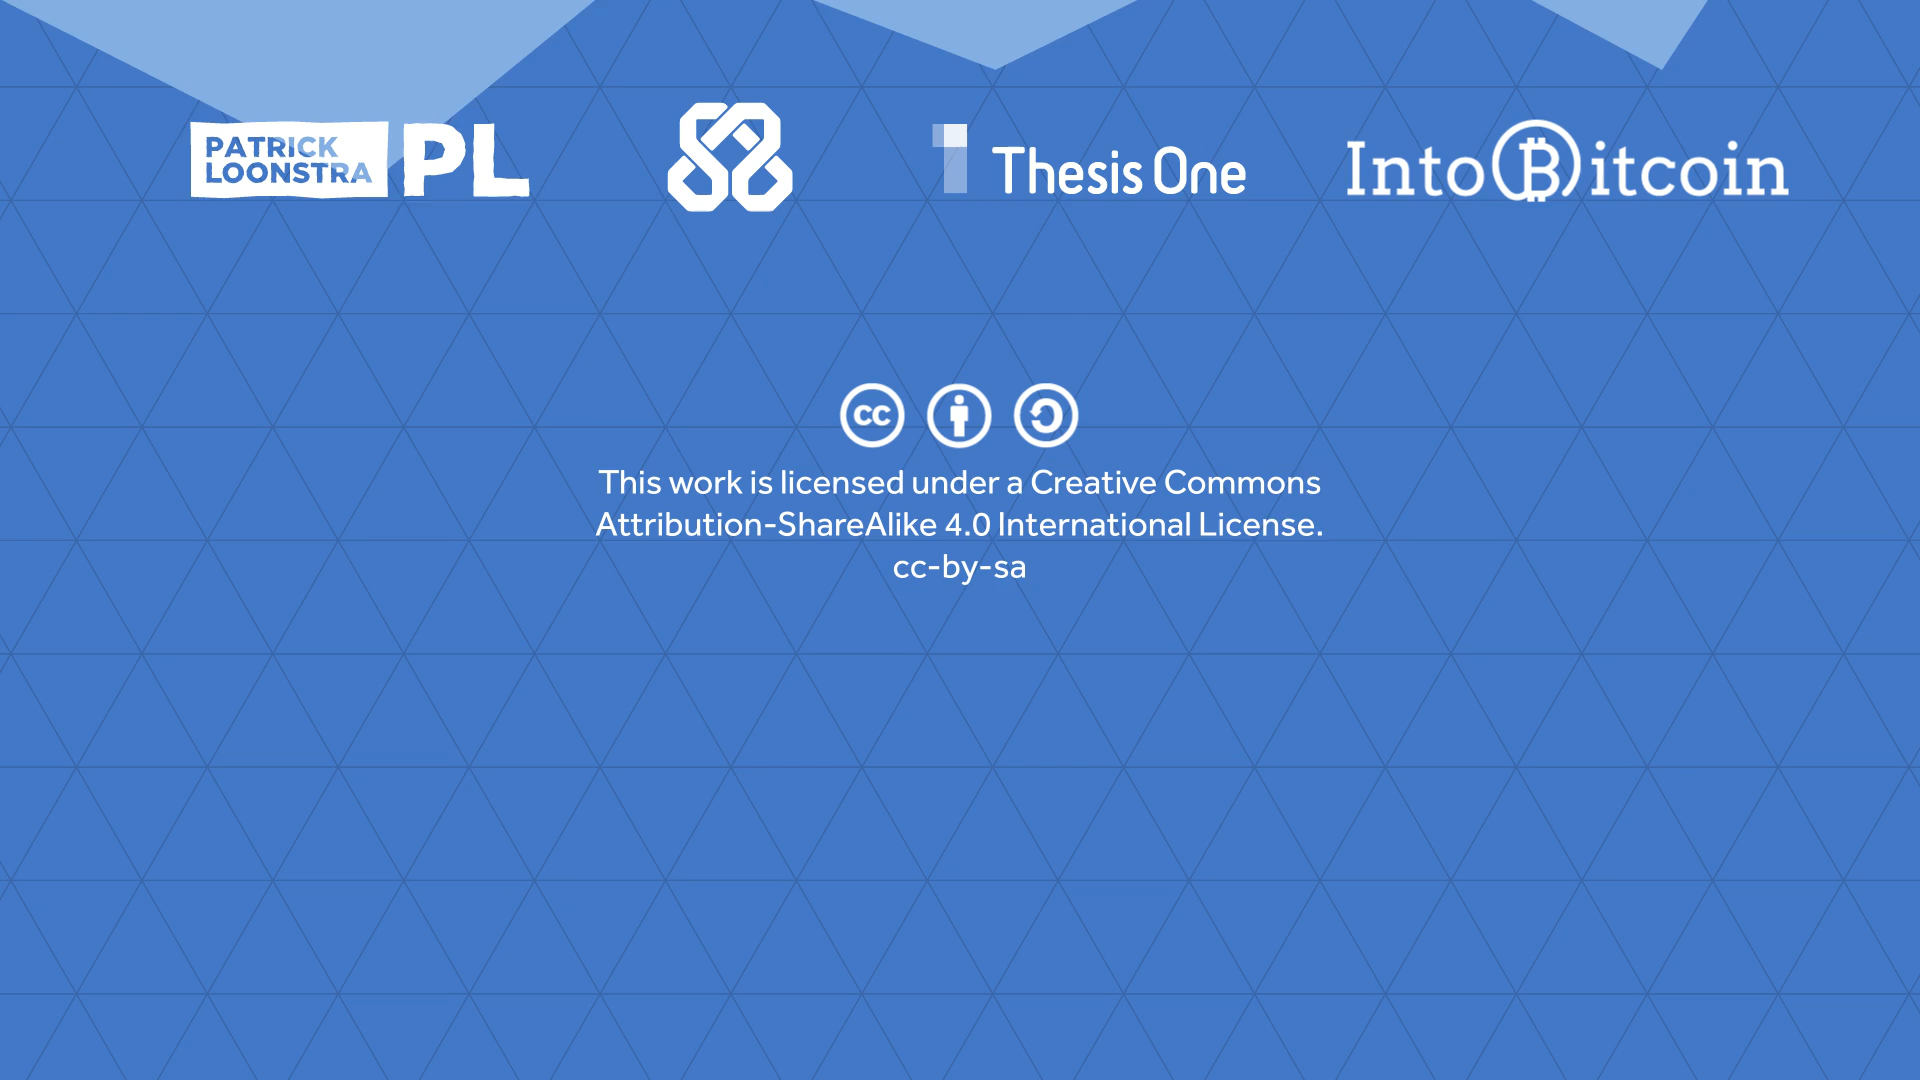 PATRICK
LOONSTRA
PL
Thesis One
IntoBitcoin
cc
This work is licensed under a Creative Commons
Attribution-ShareAlike 4.0 International License.
cc-by-sa